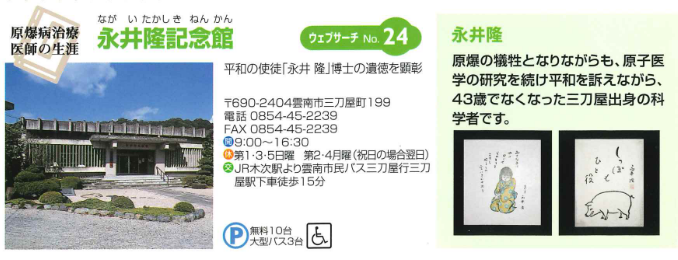 原爆病治療
医師の生涯
なが い たかし き ねん かん
永井隆記念館
ウェブサーチ No.24
平和の使徒「永井 隆」博士の遺徳を顕彰
〒690-2404雲南市三刀屋町199
電話 0854-45-2239
FAX 0854-45-2239
開9:00〜16:30
休第1・3・5日曜 第2・4月曜(祝日の場合翌日)
交JR木次駅より雲南市民バス三刀屋行三刀
屋駅下車徒歩15分
P 無料10台
大型バス3台
永井隆
原爆の犠牲となりながらも、原子医
学の研究を続け平和を訴えながら、
43歳でなくなった三刀屋出身の科
学者です。
しっぽ
も
ひと
役